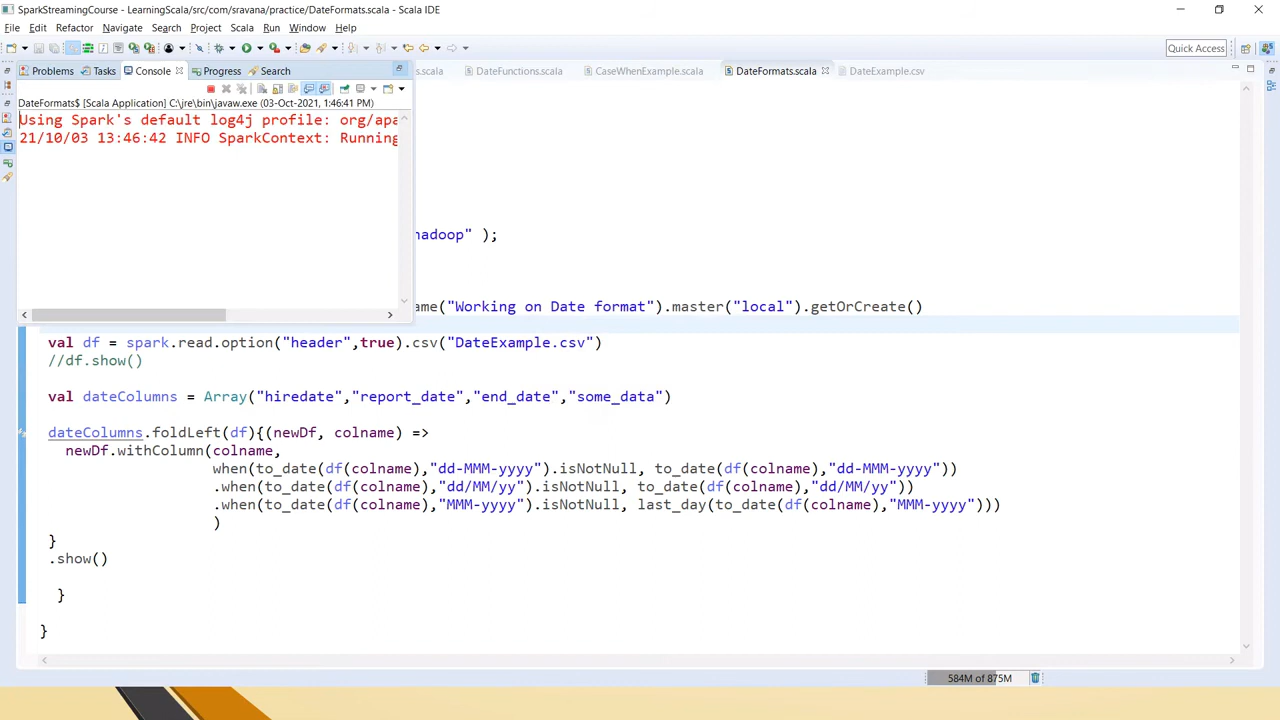 SparkStreamingCourse - LearningScala/src/com/sravana/practice/DateFormats.scala - Scala IDE
File Edit Refactor Navigate Search Project Scala Run Window Help
Quick Access
Problems Tasks Console Progress Search s.scala DateFunctions.scala CaseWhenExample.scala DateFormats.scala DateExample.csv
DateFormats$ [Scala Application] C:\jre\bin\javaw.exe (03-Oct-2021, 1:46:41 PM)
Using Spark's default log4j profile: org/apa
21/10/03 13:46:42 INFO SparkContext: Running
hadoop" );
ame("Working on Date format").master("local").getOrCreate()
val df = spark.read.option("header",true).csv("DateExample.csv")
//df.show()
val dateColumns = Array("hiredate","report_date","end_date","some_data")
dateColumns.foldLeft(df){(newDf, colname) =>
newDf.withColumn(colname,
when(to_date(df(colname),"dd-MMM-yyyy").isNotNull, to_date(df(colname),"dd-MMM-yyyy"))
.when(to_date(df(colname),"dd/MM/yy").isNotNull, to_date(df(colname),"dd/MM/yy"))
.when(to_date(df(colname),"MMM-yyyy").isNotNull, last_day(to_date(df(colname),"MMM-yyyy")))
)
}
.show()
}
}
584M of 875M